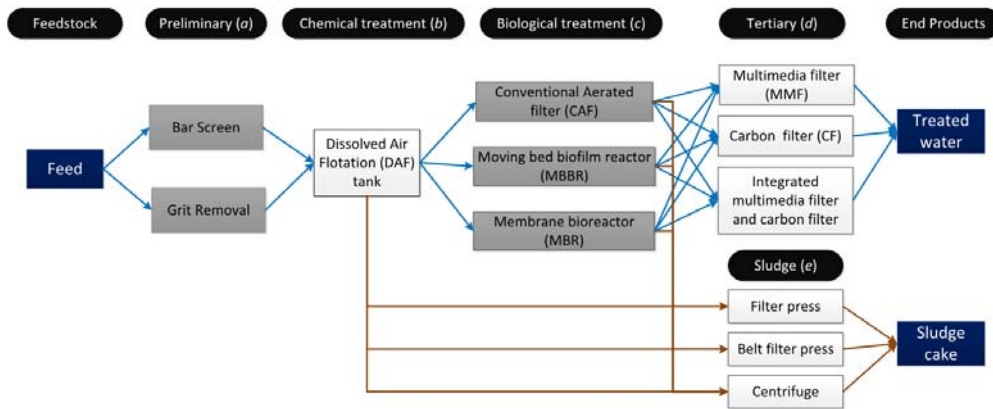 Feedstock
Preliminary (a)
Chemical treatment (b)
Biological treatment (c)
Tertiary (d)
End Products
Feed
Bar Screen
Grit Removal
Dissolved Air
Flotation (DAF)
tank
Conventional Aerated
filter (CAF)
Moving bed biofilm reactor
(MBBR)
Membrane bioreactor
(MBR)
Multimedia filter
(MMF)
Carbon filter (CF)
Integrated
multimedia filter
and carbon filter
Treated
water
Sludge (e)
Filter press
Belt filter press
Centrifuge
Sludge
cake